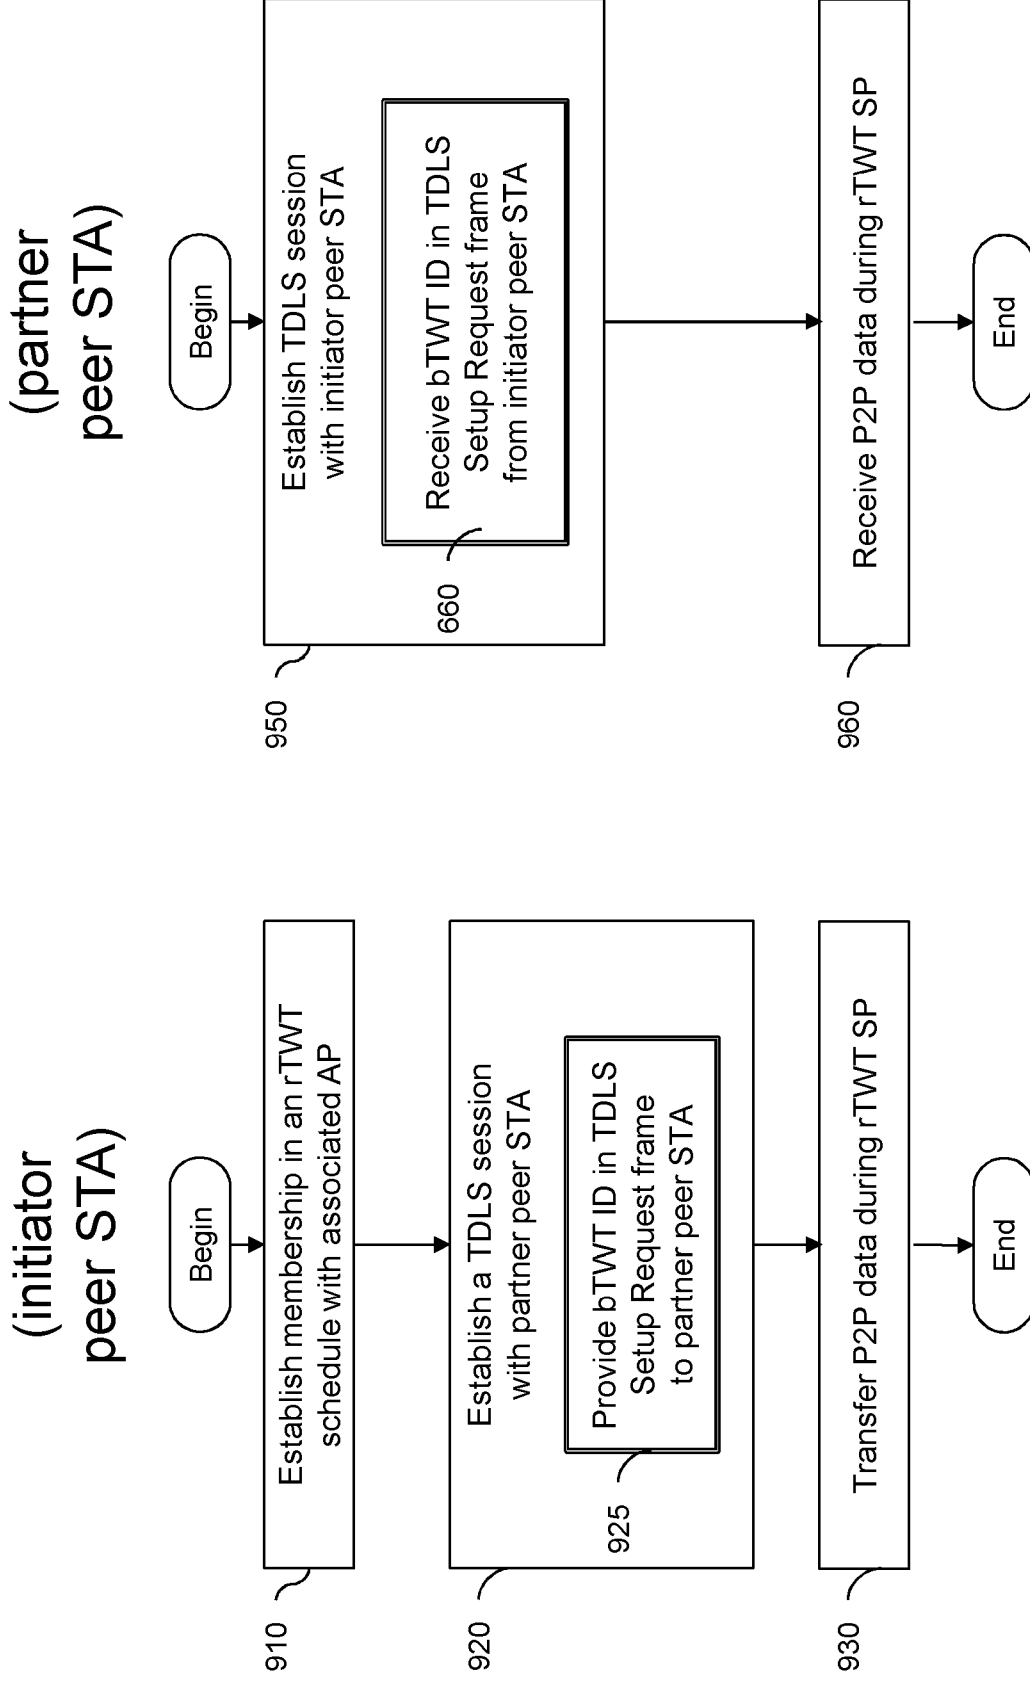 (initiator
peer STA)
Begin
910
Establish membership in an rTWT
schedule with associated AP
920
Establish a TDLS session
with partner peer STA
925
Provide bTWT ID in TDLS
Setup Request frame
to partner peer STA
930
Transfer P2P data during rTWT SP
End
(partner
peer STA)
Begin
950
Establish TDLS session
with initiator peer STA
660
Receive bTWT ID in TDLS
Setup Request frame
from initiator peer STA
960
Receive P2P data during rTWT SP
End